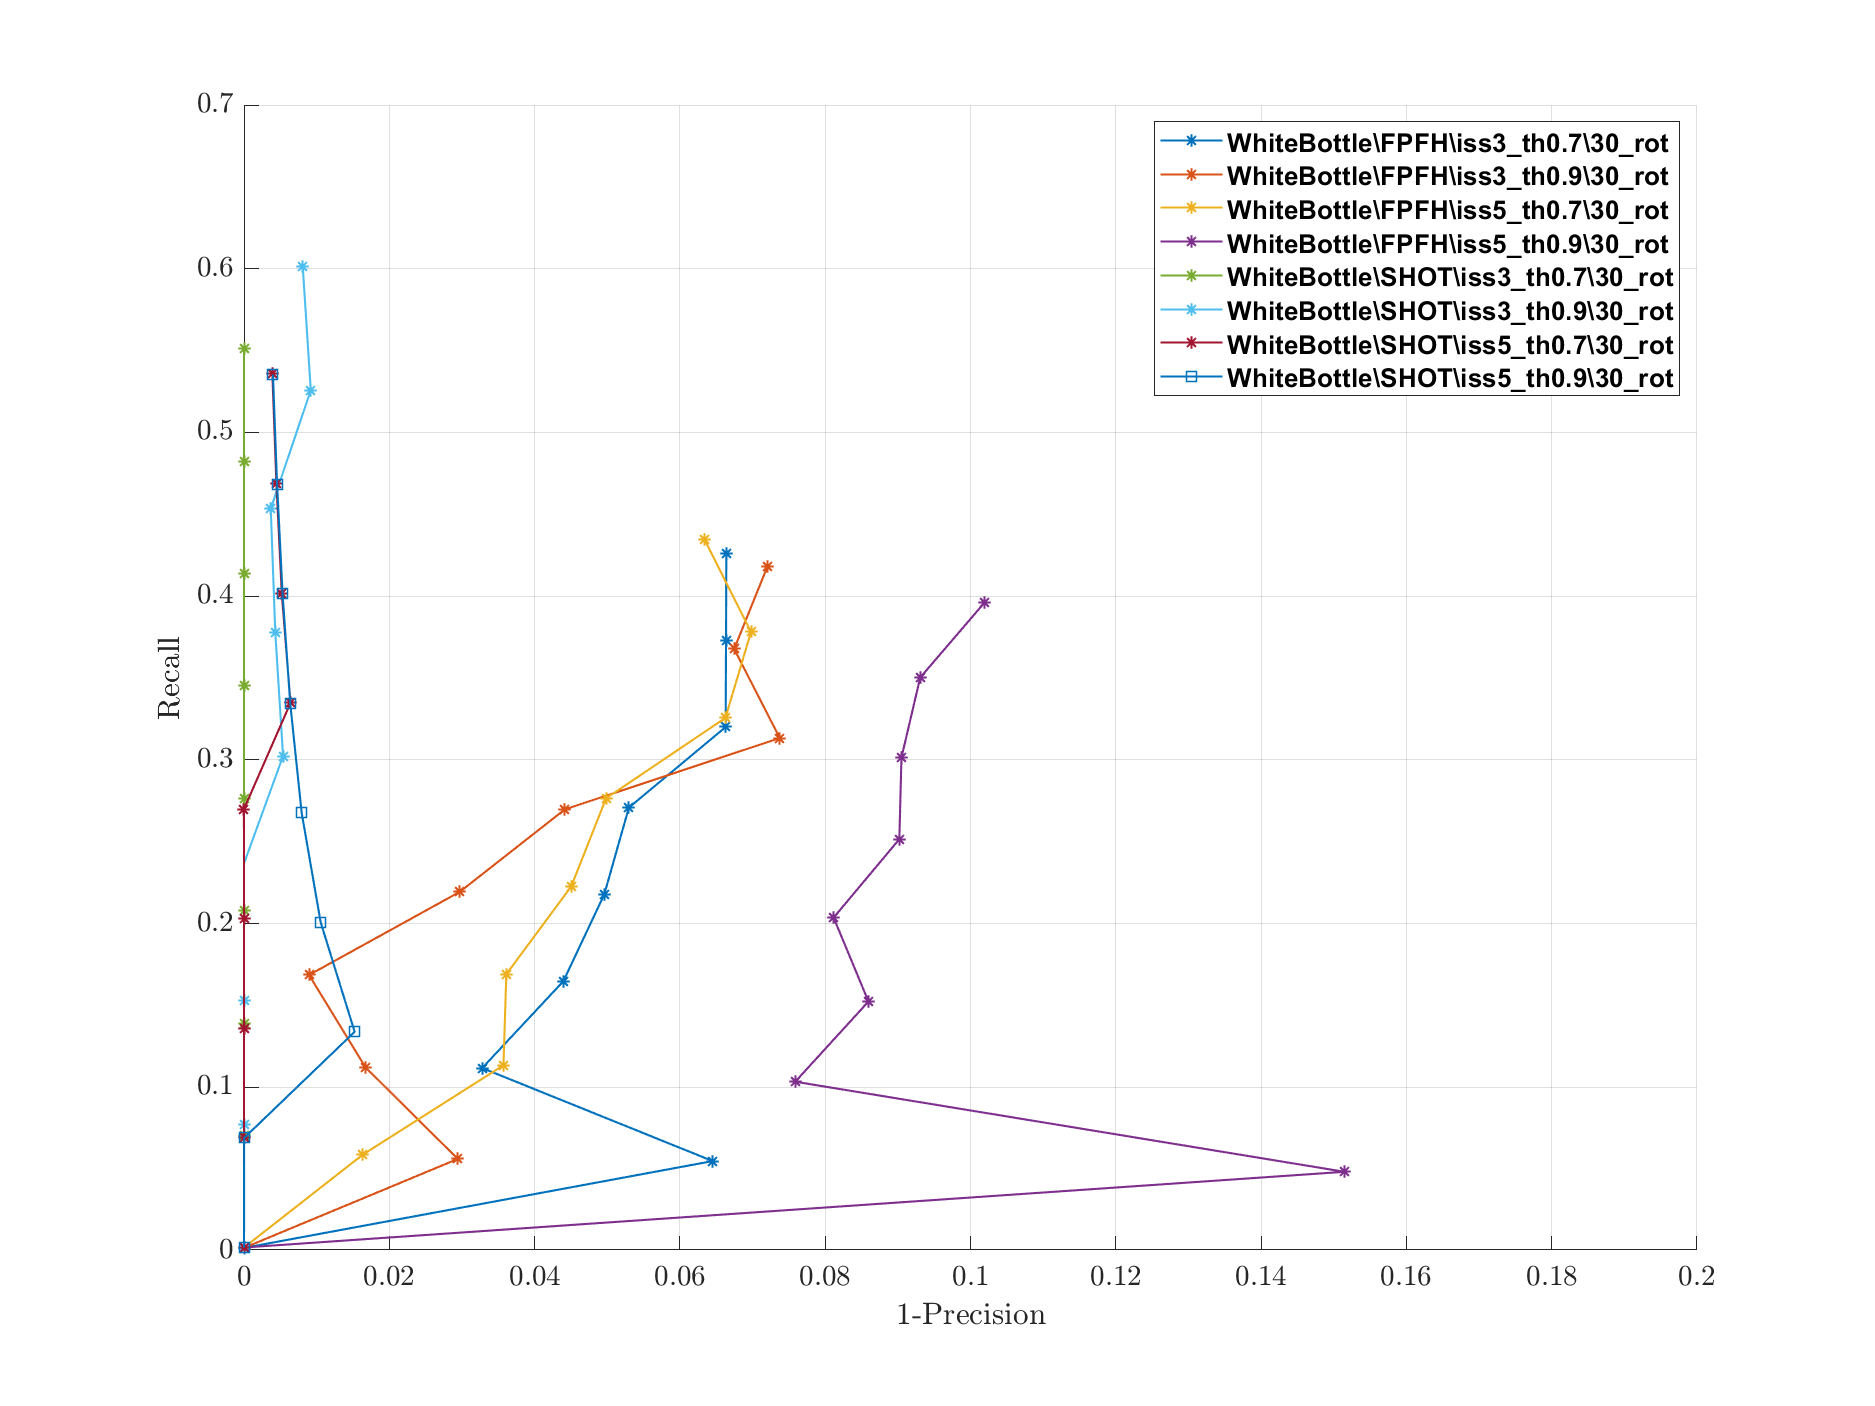 0.7
0.6
0.5
0.4
0.3
0.2
0.1
0
Recall
WhiteBottle\FPFH\iss3_th0.7\30_rot
WhiteBottle\FPFH\iss3_th0.9\30_rot
WhiteBottle\FPFH\iss5_th0.7\30_rot
WhiteBottle\FPFH\iss5_th0.9\30_rot
WhiteBottle\SHOT\iss3_th0.7\30_rot
WhiteBottle\SHOT\iss3_th0.9\30_rot
WhiteBottle\SHOT\iss5_th0.7\30_rot
WhiteBottle\SHOT\iss5_th0.9\30_rot
0 0.02 0.04 0.06 0.08 0.1 0.12 0.14 0.16 0.18 0.2
1-Precision